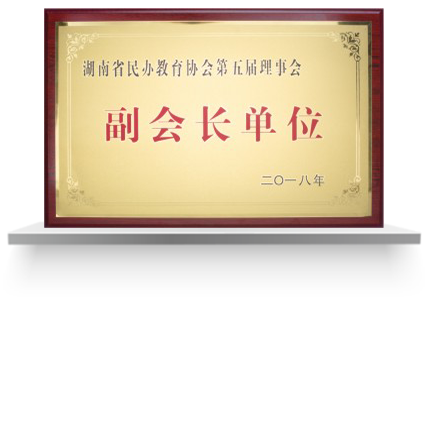 湖南省民办教育协会第五届理事会
副会长单位
二〇一八年